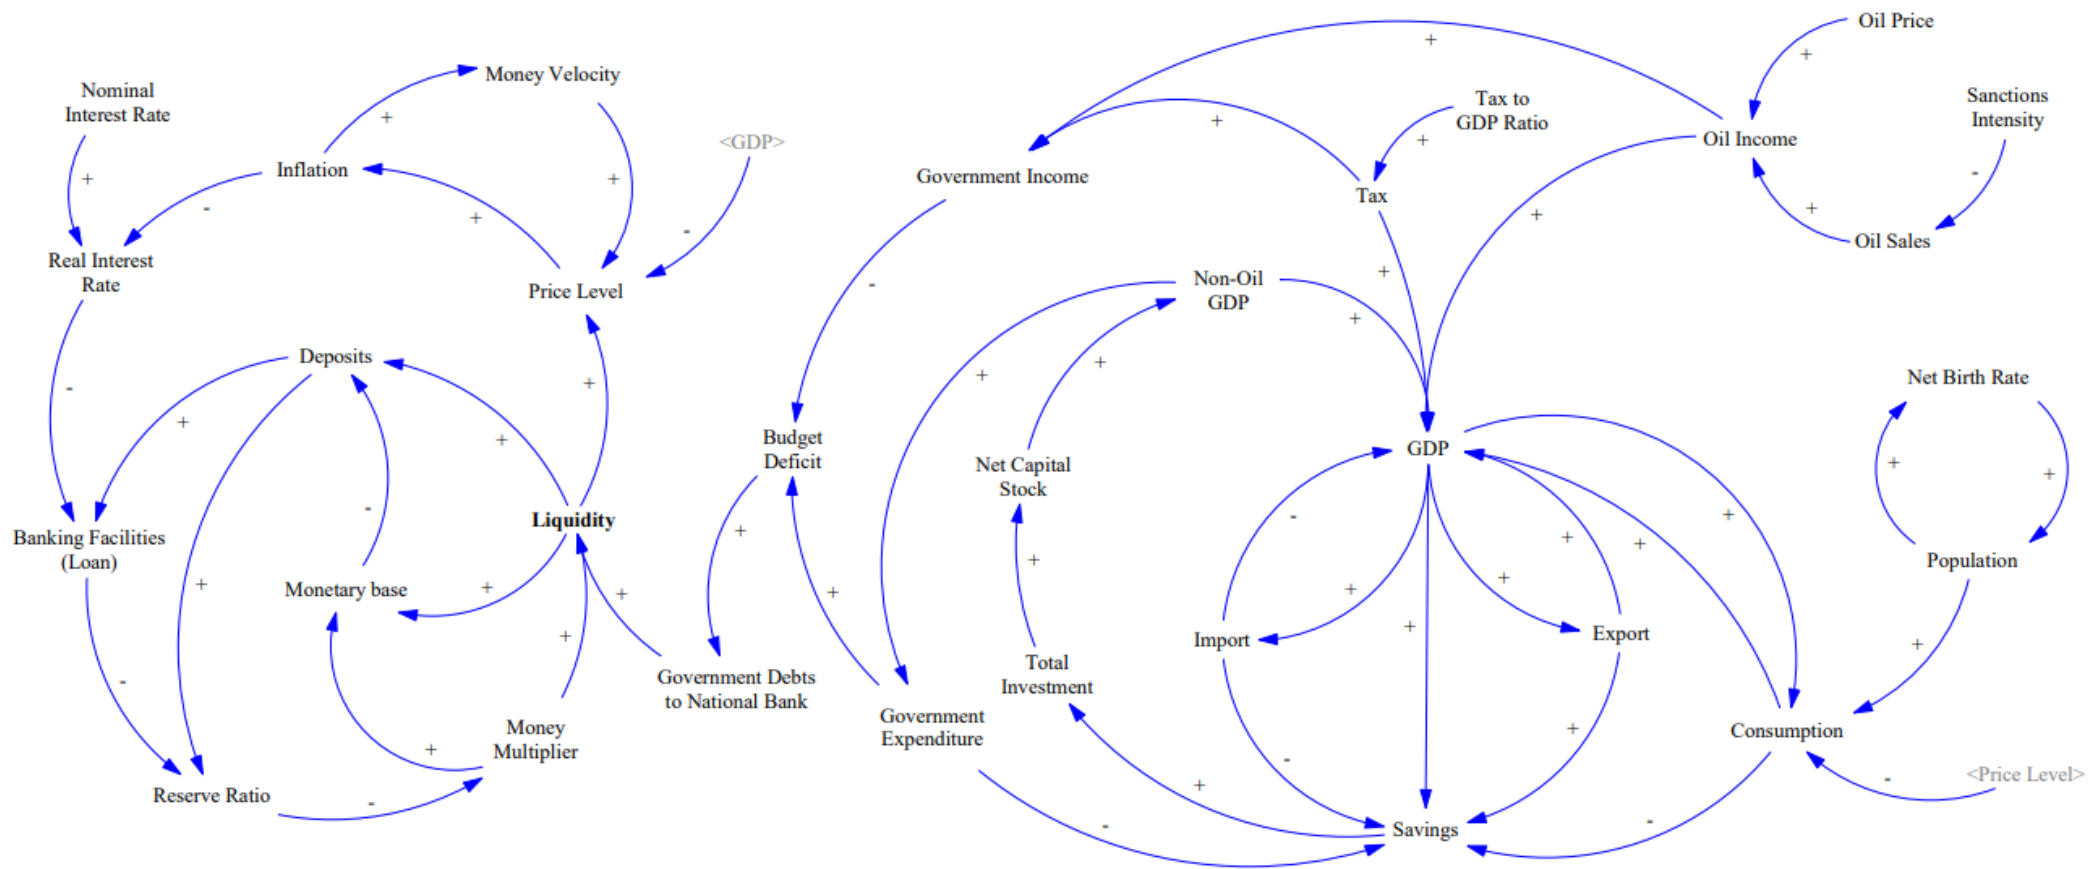 Oil Price
Money Velocity
Nominal
Interest Rate
Tax to
GDP Ratio
Sanctions
Intensity
<GDP>
Oil Income
Inflation
Government Income
Tax
Oil Sales
Real Interest
Rate
Price Level
Non-Oil
GDP
Deposits
Net Birth Rate
Budget
Deficit
GDP
Net Capital
Stock
Liquidity
Banking Facilities
(Loan)
Population
Monetary base
Import
Export
Total
Investment
Government Debts
to National Bank
Government
Expenditure
Money
Multiplier
Consumption
<Price Level>
Reserve Ratio
Savings
+
+
+
+
+
+
-
+
+
-
+
+
+
-
+
-
+
-
+
+
+
+
-
+
+
+
+
-
+
+
-
+
+
+
+
+
+
+
+
+
-
+
+
+
+
+
+
-
+
+
-
-
+
-
-
-